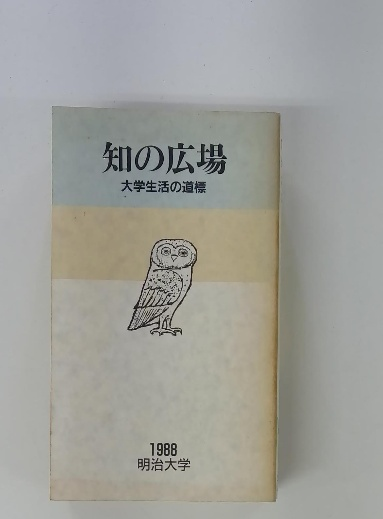 知の広場
大学生活の道標
1988
明治大学